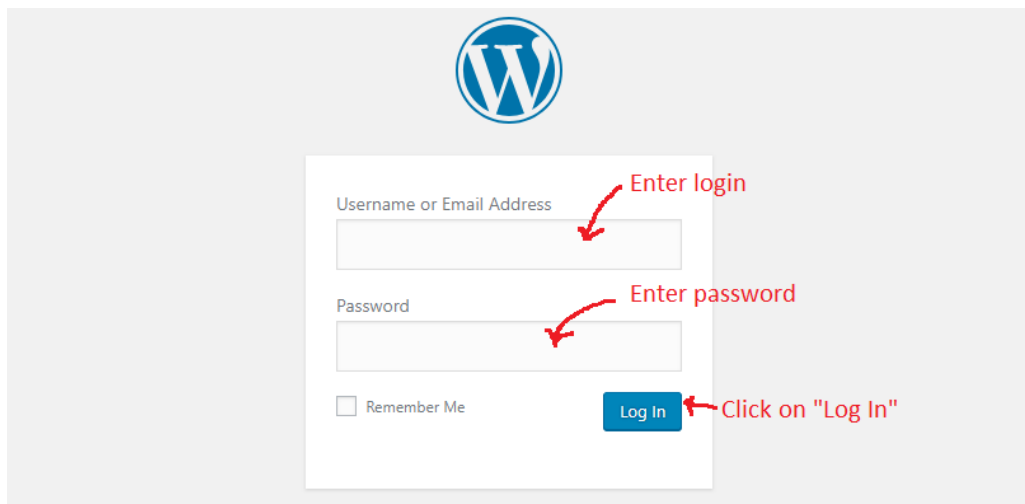 Enter login
Username or Email Address
Enter password
Password
Remember Me
Log In
Click on "Log In"